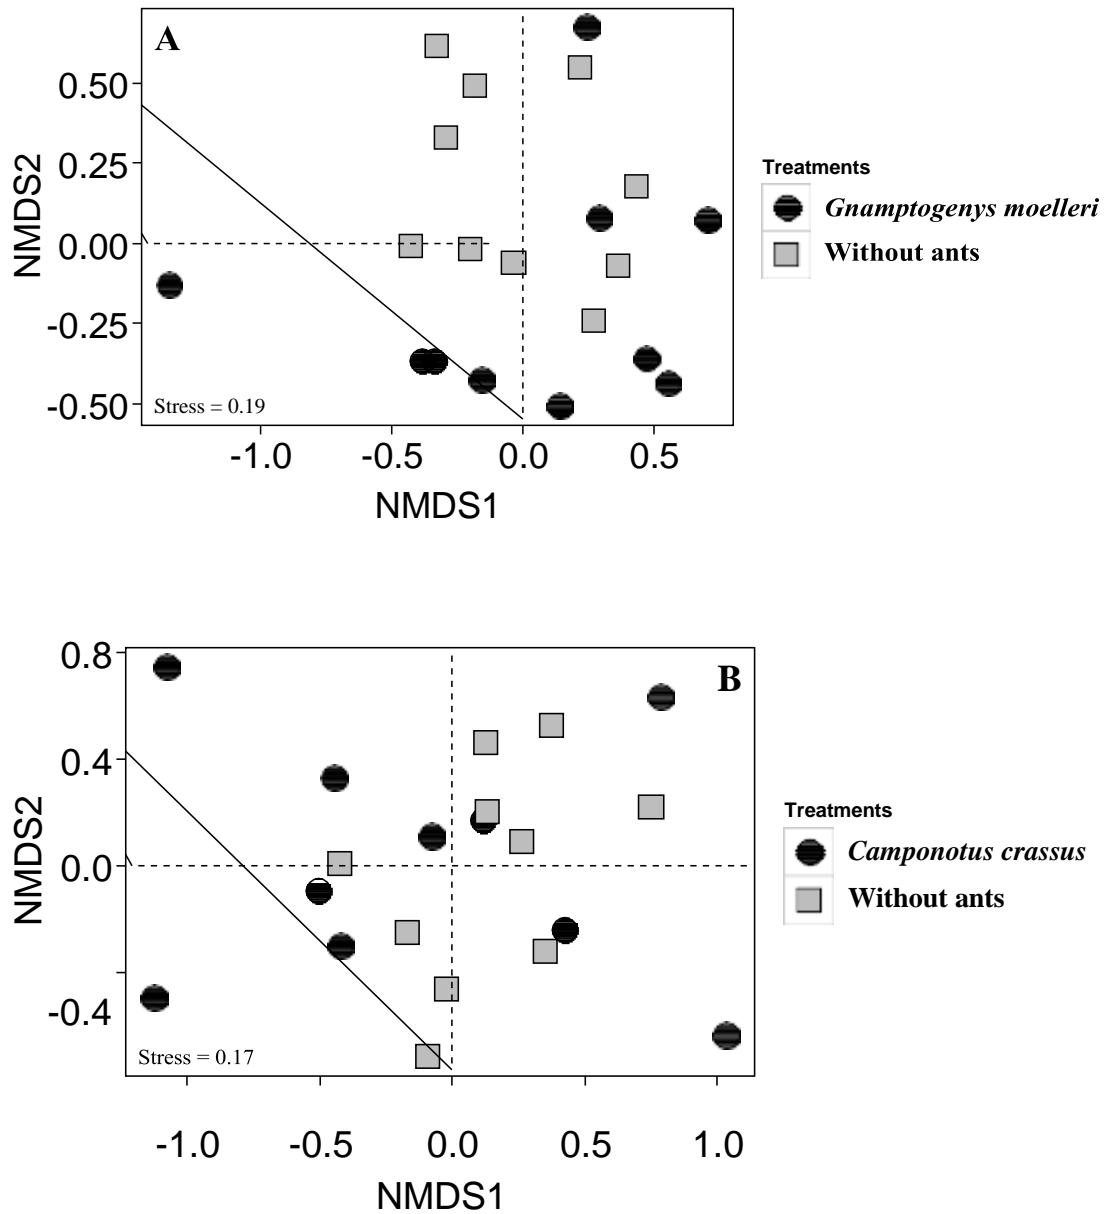 A
0.50
0.25
0.00
-0.25
-0.50
NMDS2
Stress = 0.19
-1.0 -0.5 0.0 0.5
NMDS1
Treatments
Gnamptogenys moelleri
Without ants
B
0.8
0.4
0.0
-0.4
NMDS2
Stress = 0.17
-1.0 -0.5 0.0 0.5 1.0
NMDS1
Treatments
Camponotus crassus
Without ants